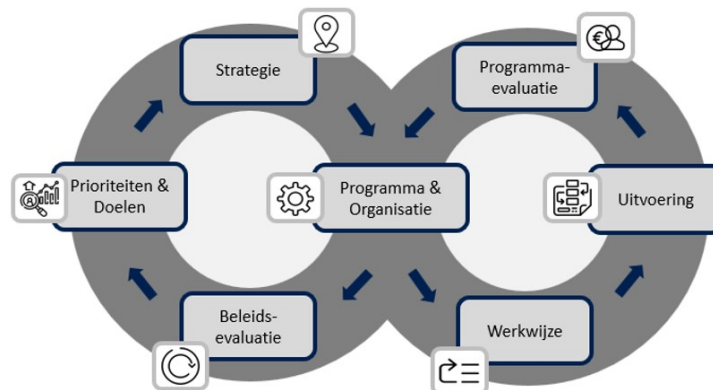 Strategie
Programma-
evaluatie
Prioriteiten &
Doelen
Programma &
Organisatie
Uitvoering
Beleids-
evaluatie
Werkwijze